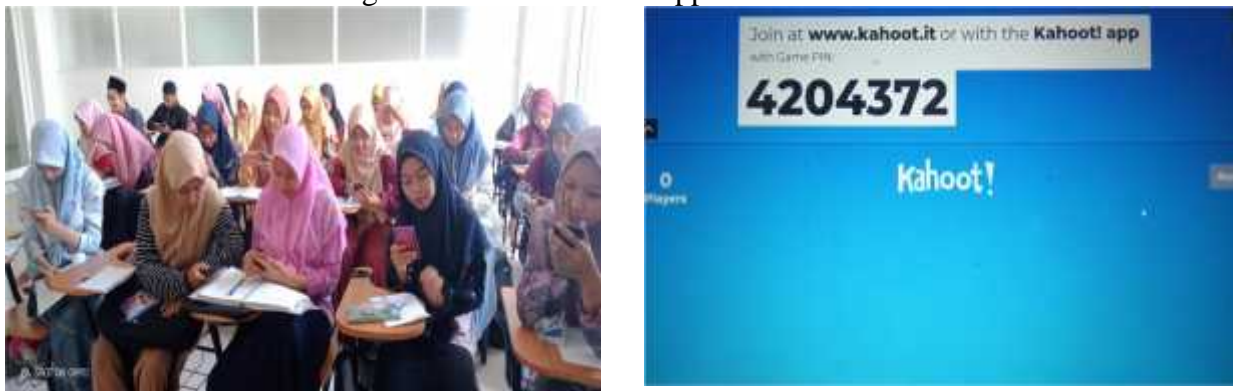 Join at www.kahoot.it or with the Kahoot! app
with Game PIN:
4204372
Kahoot!
0
Players